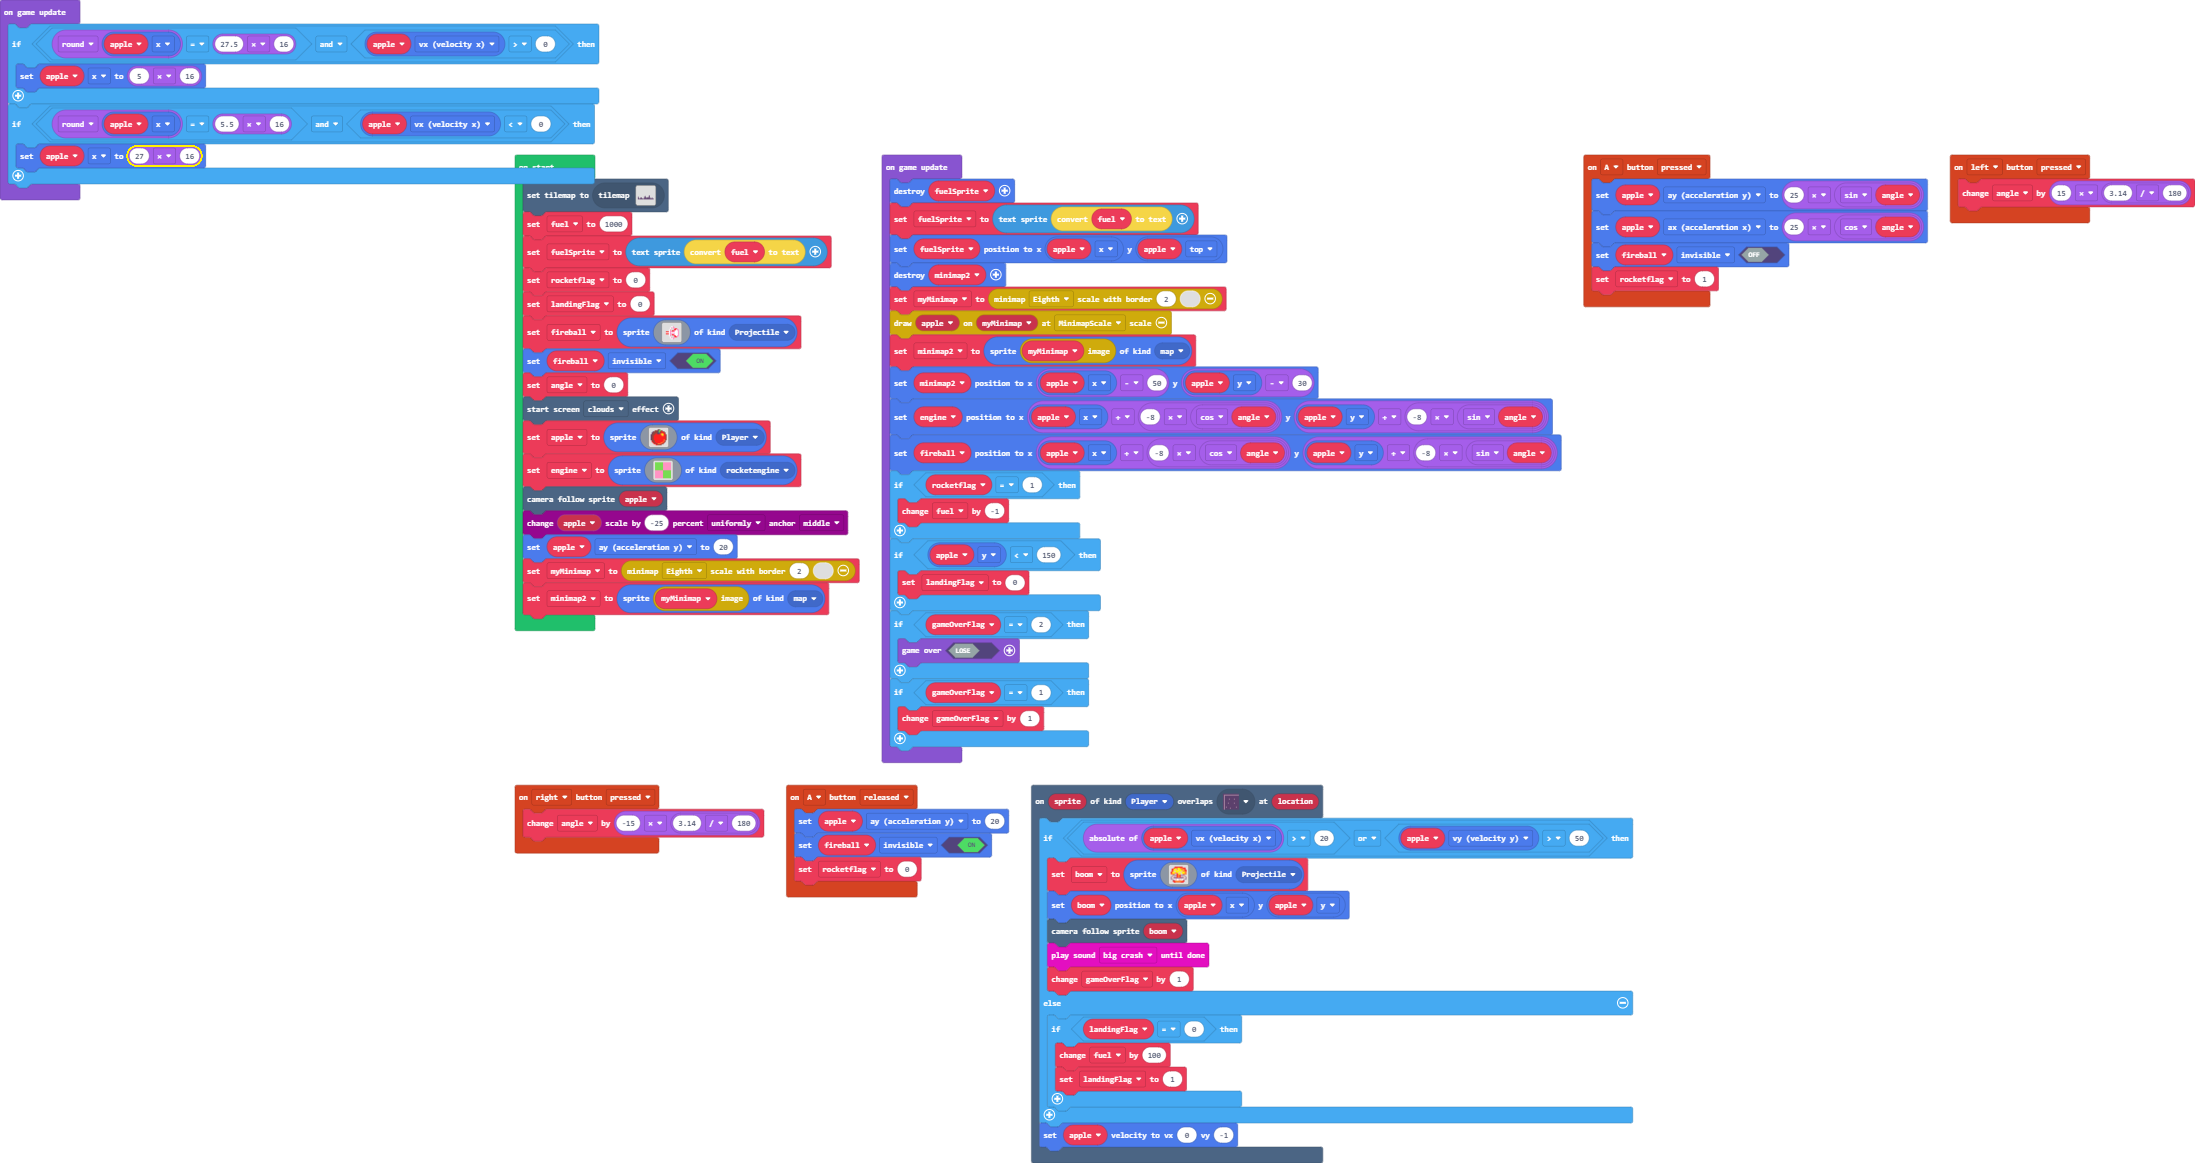 on game update
if round apple x = 27.5 × 16 and apple vx (velocity x) > 0 then
set apple x to 5 × 16
if round apple x = 5.5 × 16 and apple vx (velocity x) < 0 then
set apple x to 27 × 16
on start
set tilemap to tilemap
set fuel to 1000
set fuelSprite to text sprite convert fuel to text
set rocketflag to 0
set landingFlag to 0
set fireball to sprite of kind Projectile
set fireball invisible ON
set angle to 0
start screen clouds effect
set apple to sprite of kind Player
set engine to sprite of kind rocketengine
camera follow sprite apple
change apple scale by -25 percent uniformly anchor middle
set apple ay (acceleration y) to 20
set myMinimap to minimap Eighth scale with border 2
set minimap2 to sprite myMinimap image of kind map
on game update
destroy fuelSprite
set fuelSprite to text sprite convert fuel to text
set fuelSprite position to x apple x y apple top
destroy minimap2
set myMinimap to minimap Eighth scale with border 2
draw apple on myMinimap at MinimapScale scale
set minimap2 to sprite myMinimap image of kind map
set minimap2 position to x apple x - 50 y apple y - 30
set engine position to x apple x + -8 × cos angle y apple y + -8 × sin angle
set fireball position to x apple x + -8 × cos angle y apple y + -8 × sin angle
if rocketflag = 1 then
change fuel by -1
if apple y < 150 then
set landingFlag to 0
if gameOverFlag = 2 then
game over LOSE
if gameOverFlag = 1 then
change gameOverFlag by 1
on A button pressed
set apple ay (acceleration y) to 25 × sin angle
set apple ax (acceleration x) to 25 × cos angle
set fireball invisible OFF
set rocketflag to 1
on left button pressed
change angle by 15 × 3.14 / 180
on right button pressed
change angle by -15 × 3.14 / 180
on A button released
set apple ay (acceleration y) to 20
set fireball invisible ON
set rocketflag to 0
on sprite of kind Player overlaps at location
if absolute of apple vx (velocity x) > 20 or apple vy (velocity y) > 50 then
set boom to sprite of kind Projectile
set boom position to x apple x y apple y
camera follow sprite boom
play sound big crash until done
change gameOverFlag by 1
else
if landingFlag = 0 then
change fuel by 100
set landingFlag to 1
set apple velocity to vx 0 vy -1